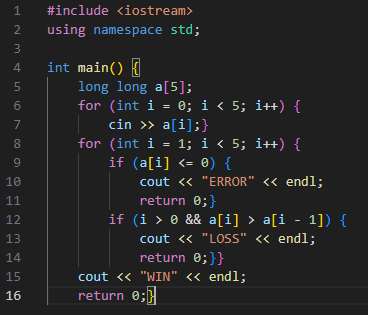 1 #include <iostream>
2 using namespace std;
3
4 int main() {
5     long long a[5];
6     for (int i = 0; i < 5; i++) {
7         cin >> a[i];}
8     for (int i = 1; i < 5; i++) {
9         if (a[i] <= 0) {
10             cout << "ERROR" << endl;
11             return 0;}
12         if (i > 0 && a[i] > a[i - 1]) {
13             cout << "LOSS" << endl;
14             return 0;}}
15     cout << "WIN" << endl;
16     return 0;}